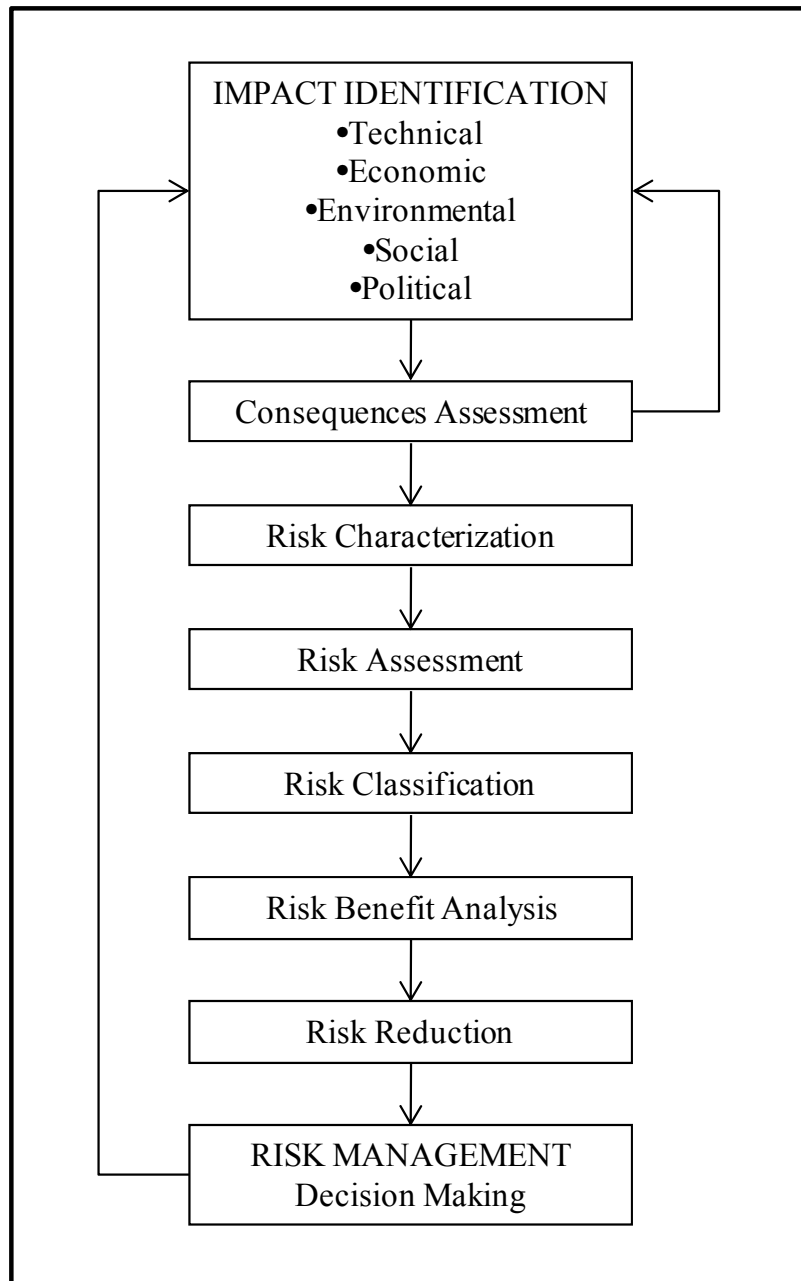 IMPACT IDENTIFICATION
•Technical
•Economic
•Environmental
•Social
•Political
Consequences Assessment
Risk Characterization
Risk Assessment
Risk Classification
Risk Benefit Analysis
Risk Reduction
RISK MANAGEMENT
Decision Making